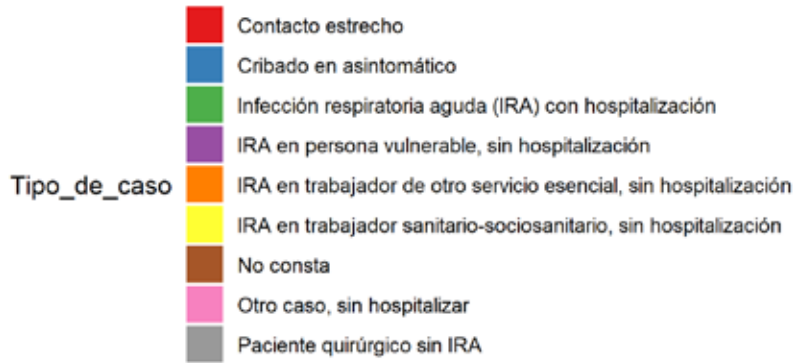 Contacto estrecho
Cribado en asintomático
Infección respiratoria aguda (IRA) con hospitalización
IRA en persona vulnerable, sin hospitalización
Tipo_de_caso
IRA en trabajador de otro servicio esencial, sin hospitalización
IRA en trabajador sanitario-sociosanitario, sin hospitalización
No consta
Otro caso, sin hospitalizar
Paciente quirúrgico sin IRA